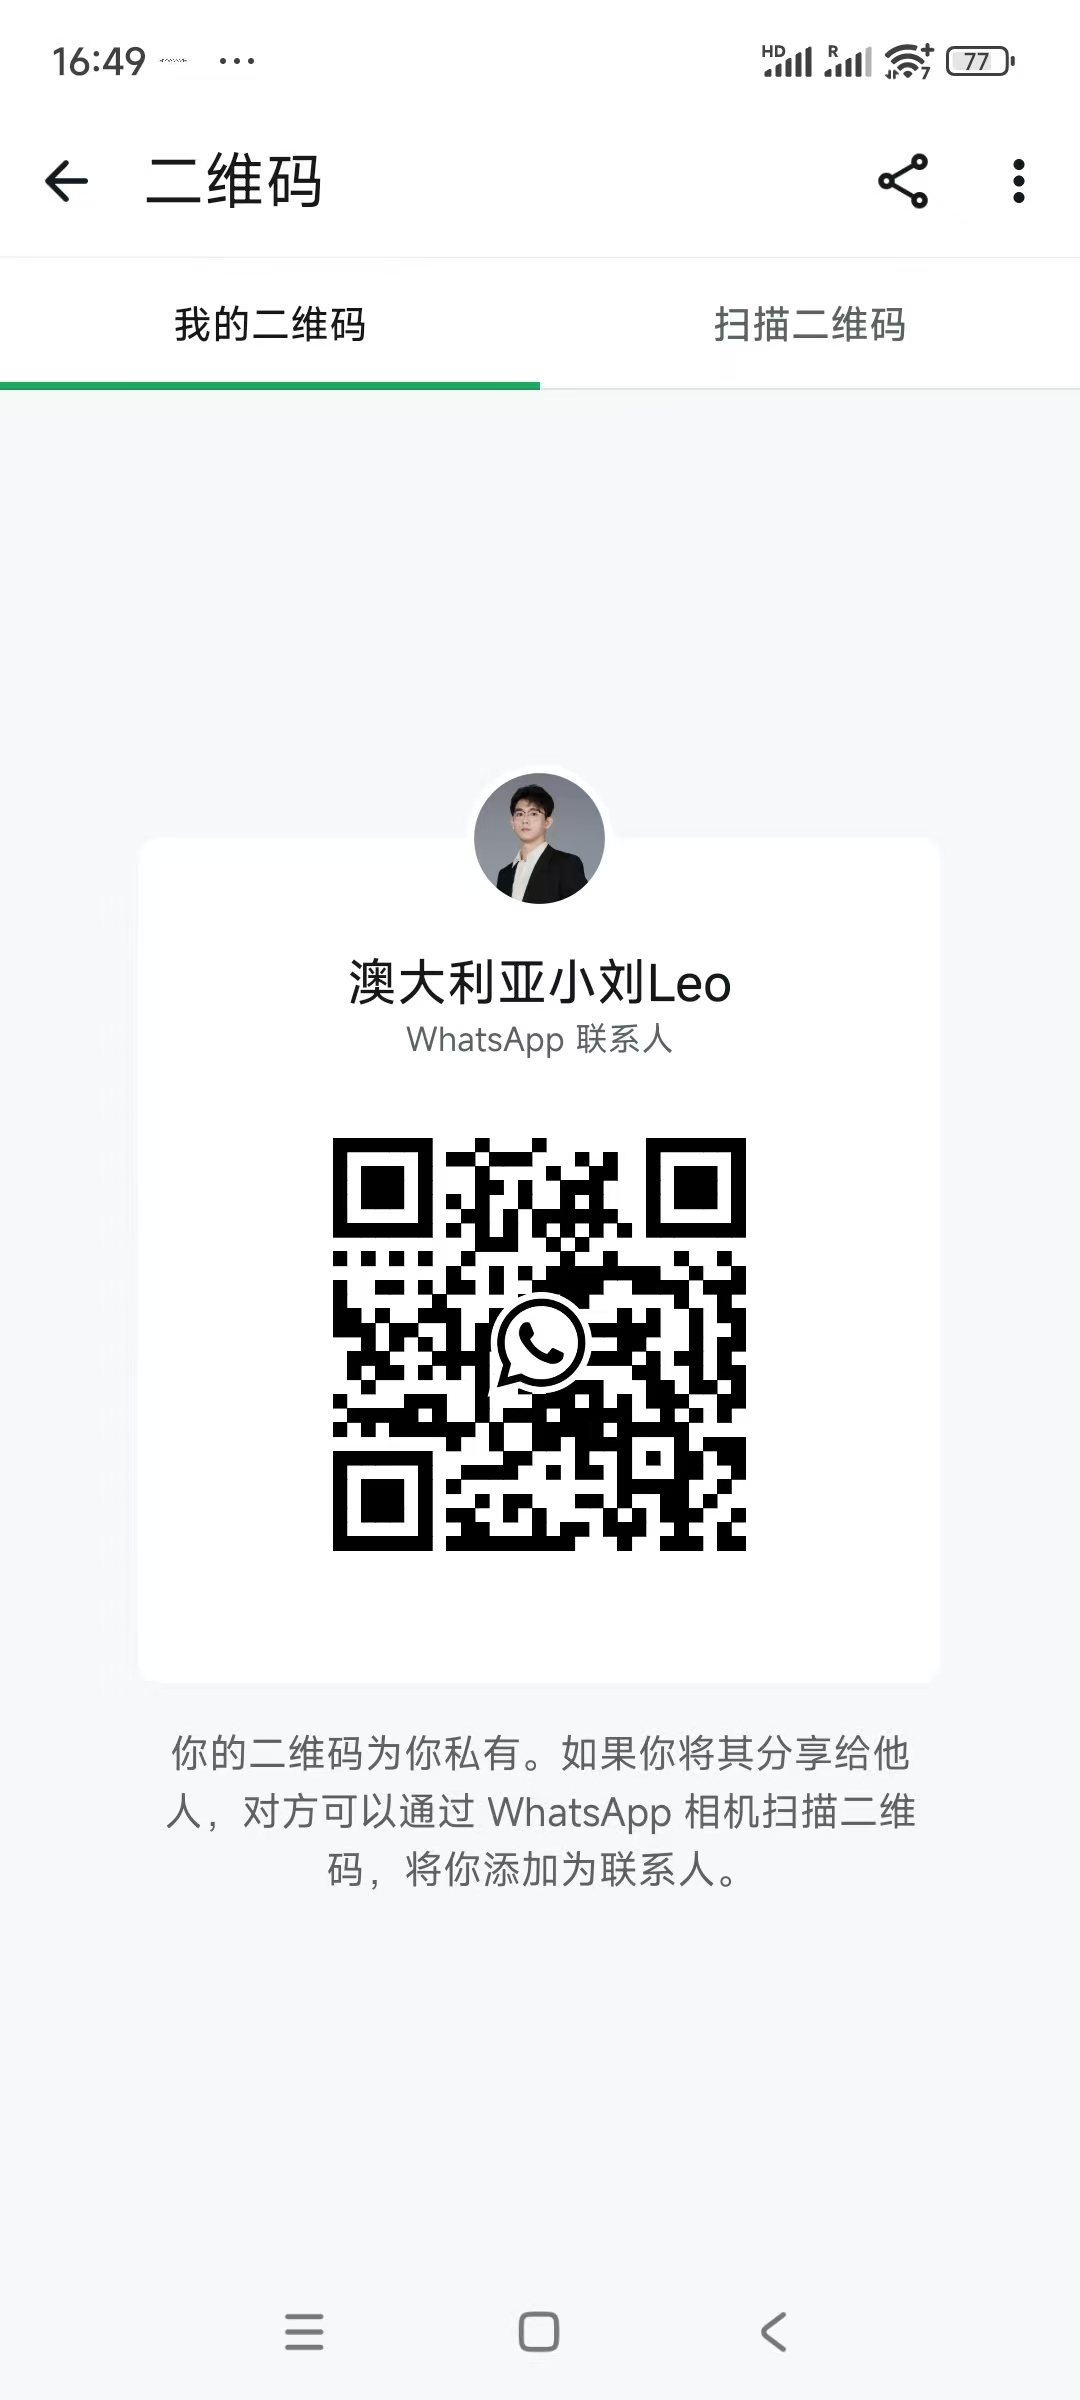 16:49
HD R 7 77
二维码
我的二维码 扫描二维码
澳大利亚小刘Leo
WhatsApp 联系人
你的二维码为你私有。如果你将其分享给他
人，对方可以通过 WhatsApp 相机扫描二维
码，将你添加为联系人。